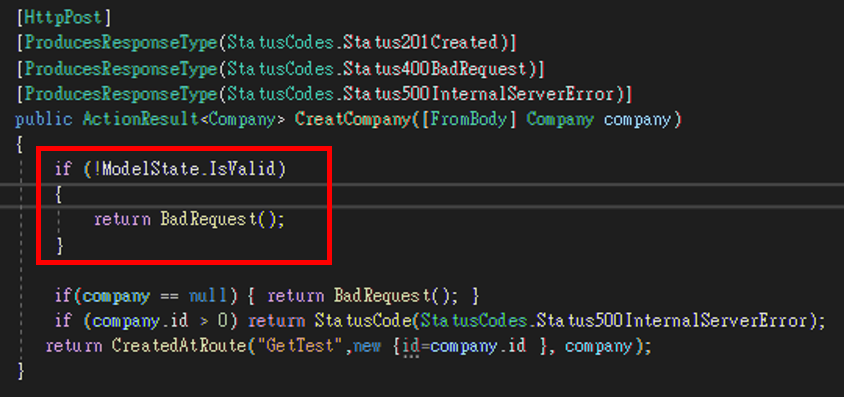 [HttpPost]
[ProducesResponseType(StatusCodes.Status201Created)]
[ProducesResponseType(StatusCodes.Status400BadRequest)]
[ProducesResponseType(StatusCodes.Status500InternalServerError)]
public ActionResult<Company> CreatCompany([FromBody] Company company)
{
if (!ModelState.IsValid)
{
return BadRequest();
}
if(company == null) { return BadRequest(); }
if (company.id > 0) return StatusCode(StatusCodes.Status500InternalServerError);
return CreatedAtRoute("GetTest",new {id=company.id }, company);
}